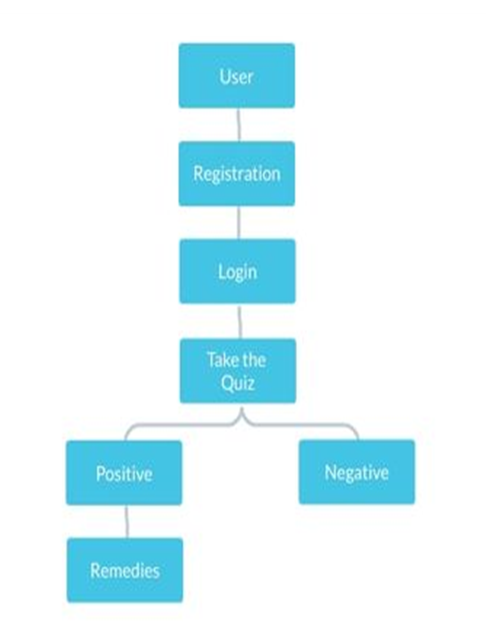 User
Registration
Login
Take the
Quiz
Positive
Negative
Remedies